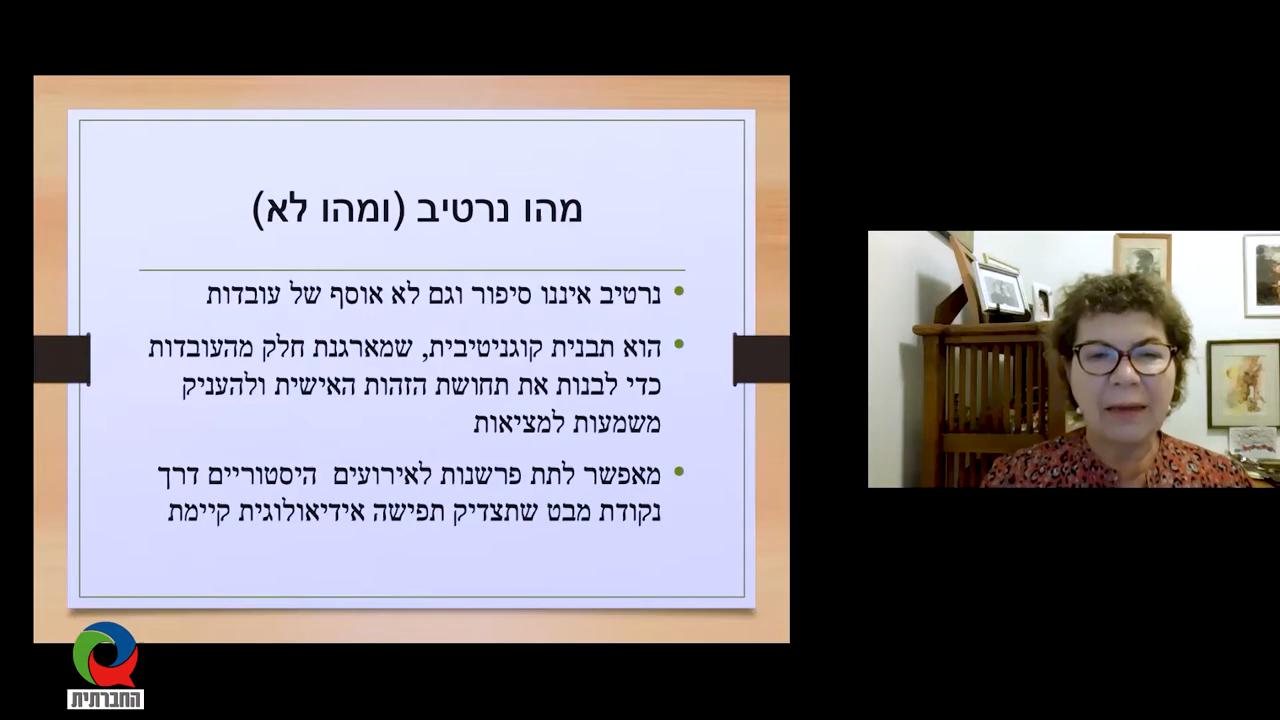 מהו נרטיב (ומהו לא)
• נרטיב איננו סיפור וגם לא אוסף של עובדות
• הוא תבנית קוגניטיבית, שמארגנת חלק מהעובדות
כדי לבנות את תחושת הזהות האישית ולהעניק
משמעות למציאות
• מאפשר לתת פרשנות לאירועים היסטוריים דרך
נקודת מבט שתצדיק תפישה אידיאולוגית קיימת
החברתית